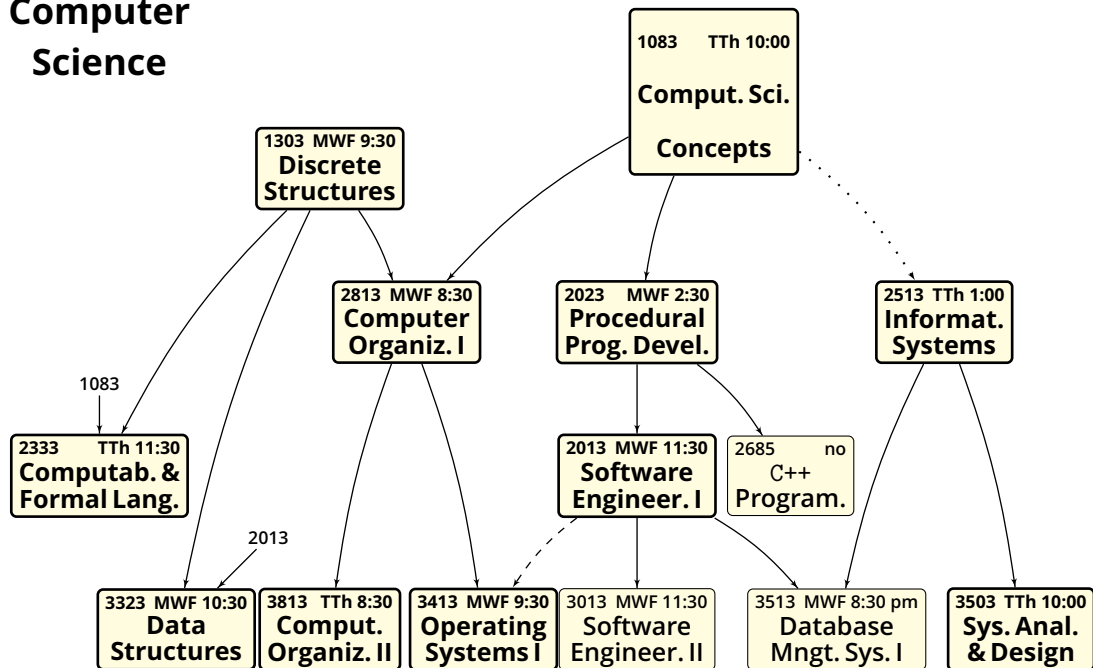 Computer
Science
1083 TTh 10:00
Comput. Sci.
Concepts
1303 MWF 9:30
Discrete
Structures
2813 MWF 8:30
Computer
Organiz. I
2023 MWF 2:30
Procedural
Prog. Devel.
2513 TTh 1:00
Informat.
Systems
1083
2333 TTh 11:30
Computab. &
Formal Lang.
2013 MWF 11:30
Software
Engineer. I
2685 no
C++
Program.
2013
3323 MWF 10:30
Data
Structures
3813 TTh 8:30
Comput.
Organiz. II
3413 MWF 9:30
Operating
Systems I
3013 MWF 11:30
Software
Engineer. II
3513 MWF 8:30 pm
Database
Mngt. Sys. I
3503 TTh 10:00
Sys. Anal.
& Design